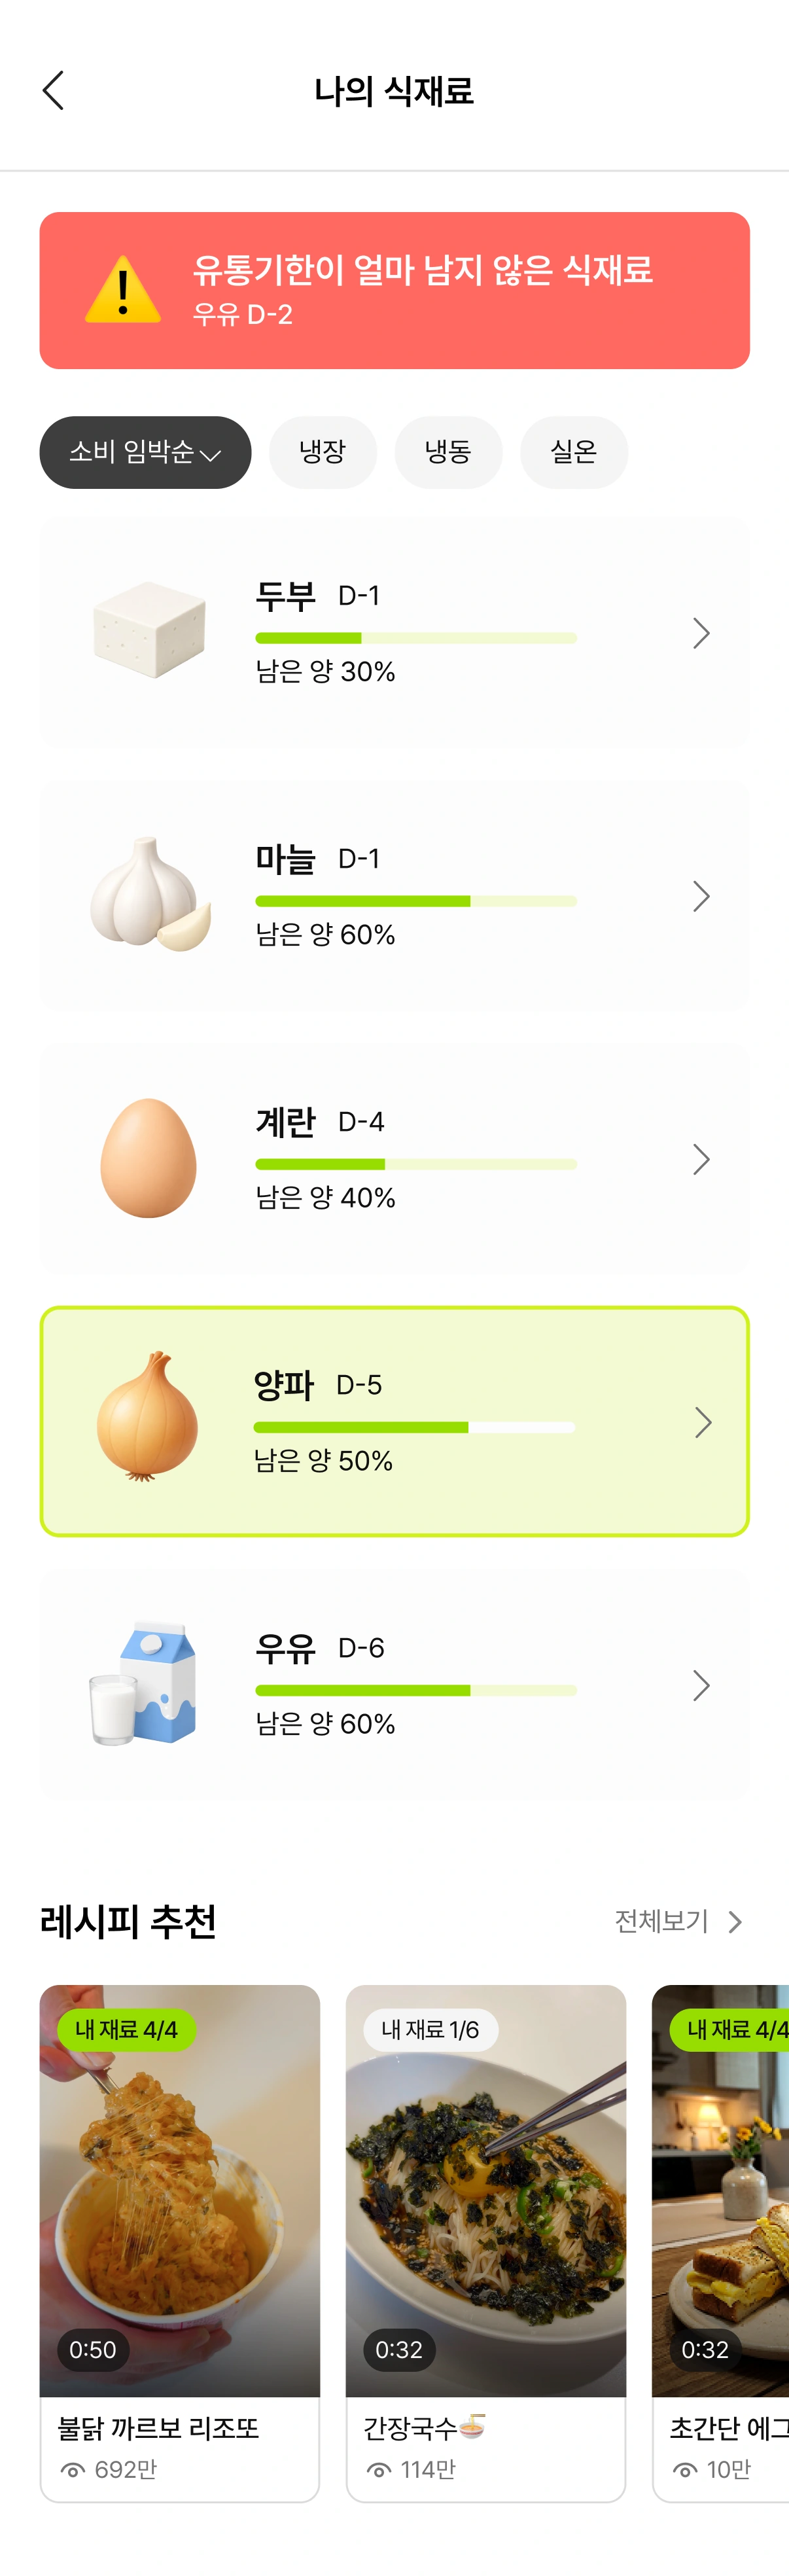 나의 식재료
유통기한이 얼마 남지 않은 식재료
우유 D-2
소비 임박순 냉장 냉동 실온
두부 D-1
남은 양 30%
마늘 D-1
남은 양 60%
계란 D-4
남은 양 40%
양파 D-5
남은 양 50%
우유 D-6
남은 양 60%
레시피 추천 전체보기
내 재료 4/4 내 재료 1/6 내 재료 4/4
0:50 0:32 0:32
불닭 까르보 리조또 간장국수🍜 초간단 에그
692만 114만 10만